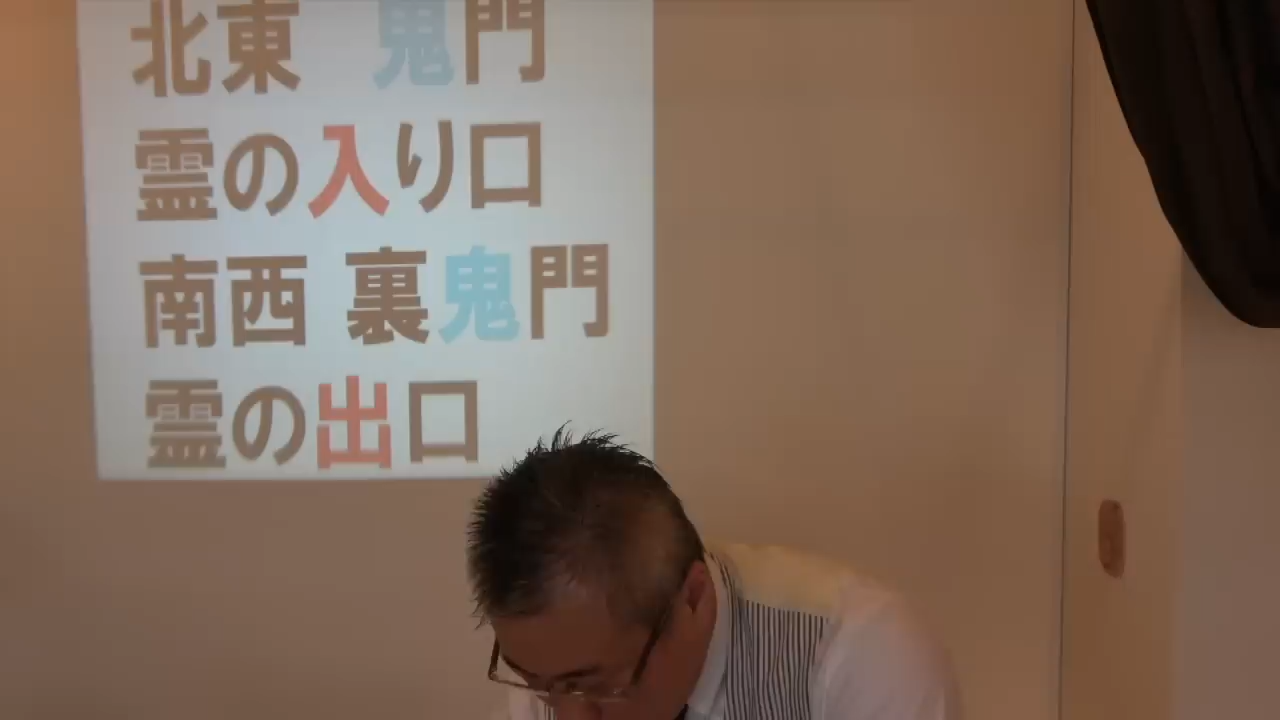 北東 鬼門
霊の入り口
南西 裏鬼門
霊の出口